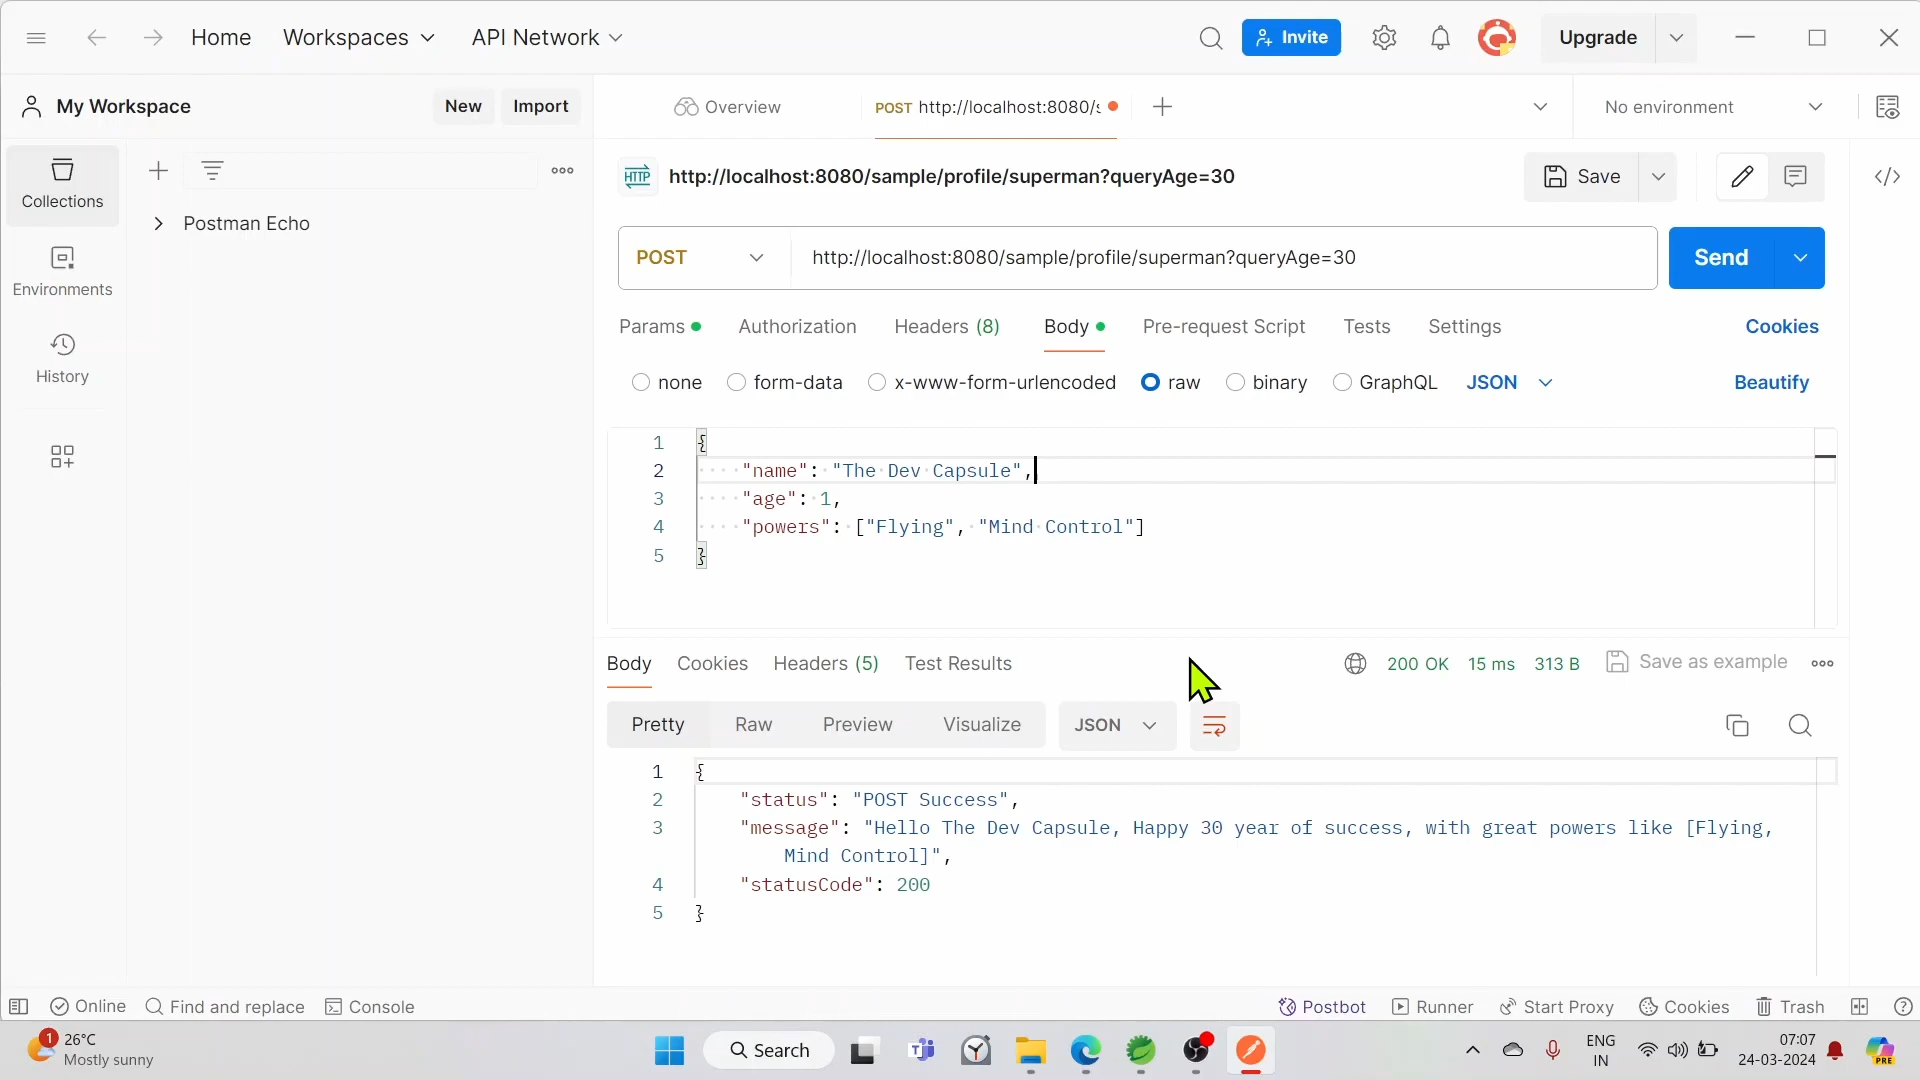 Home Workspaces API Network Invite Upgrade
My Workspace New Import Overview POST http://localhost:8080/s No environment
Collections
Environments
History
Postman Echo
HTTP http://localhost:8080/sample/profile/superman?queryAge=30 Save
POST http://localhost:8080/sample/profile/superman?queryAge=30 Send
Params Authorization Headers (8) Body Pre-request Script Tests Settings Cookies
none form-data x-www-form-urlencoded raw binary GraphQL JSON Beautify
1 {
2 "name": "The Dev Capsule",
3 "age": 1,
4 "powers": ["Flying", "Mind Control"]
5 }
Body Cookies Headers (5) Test Results 200 OK 15 ms 313 B Save as example
Pretty Raw Preview Visualize JSON
1 {
2 "status": "POST Success",
3 "message": "Hello The Dev Capsule, Happy 30 year of success, with great powers like [Flying,
Mind Control]",
4 "statusCode": 200
5 }
Online Find and replace Console Postbot Runner Start Proxy Cookies Trash
1 26°C
Mostly sunny
Search
ENG
IN
07:07
24-03-2024
PRE